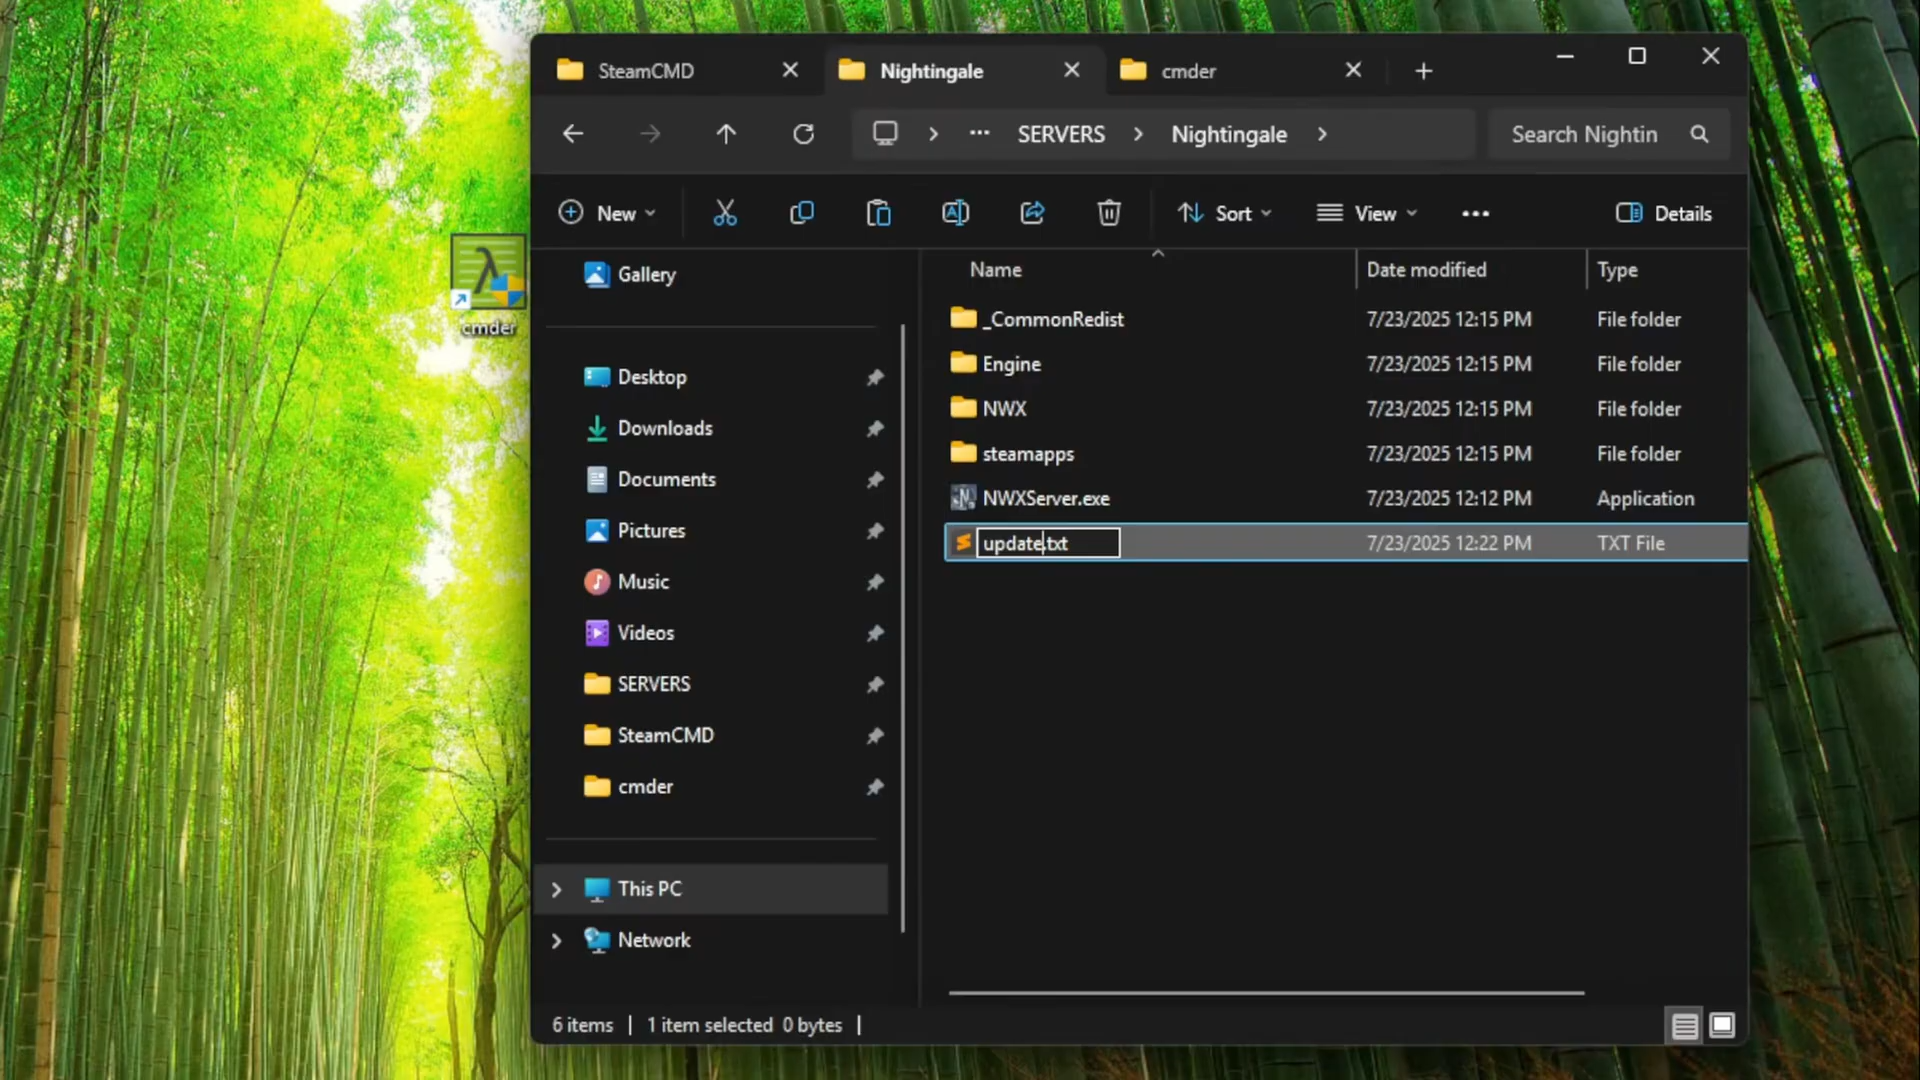 SteamCMD
Nightingale
cmder
SERVERS
Nightingale
Search Nightin
New
Sort
View
Details
cmder
Gallery
Desktop
Downloads
Documents
Pictures
Music
Videos
SERVERS
SteamCMD
cmder
This PC
Network
Name Date modified Type
_CommonRedist 7/23/2025 12:15 PM File folder
Engine 7/23/2025 12:15 PM File folder
NWX 7/23/2025 12:15 PM File folder
steamapps 7/23/2025 12:15 PM File folder
NWXServer.exe 7/23/2025 12:12 PM Application
update.txt 7/23/2025 12:22 PM TXT File
6 items 1 item selected 0 bytes